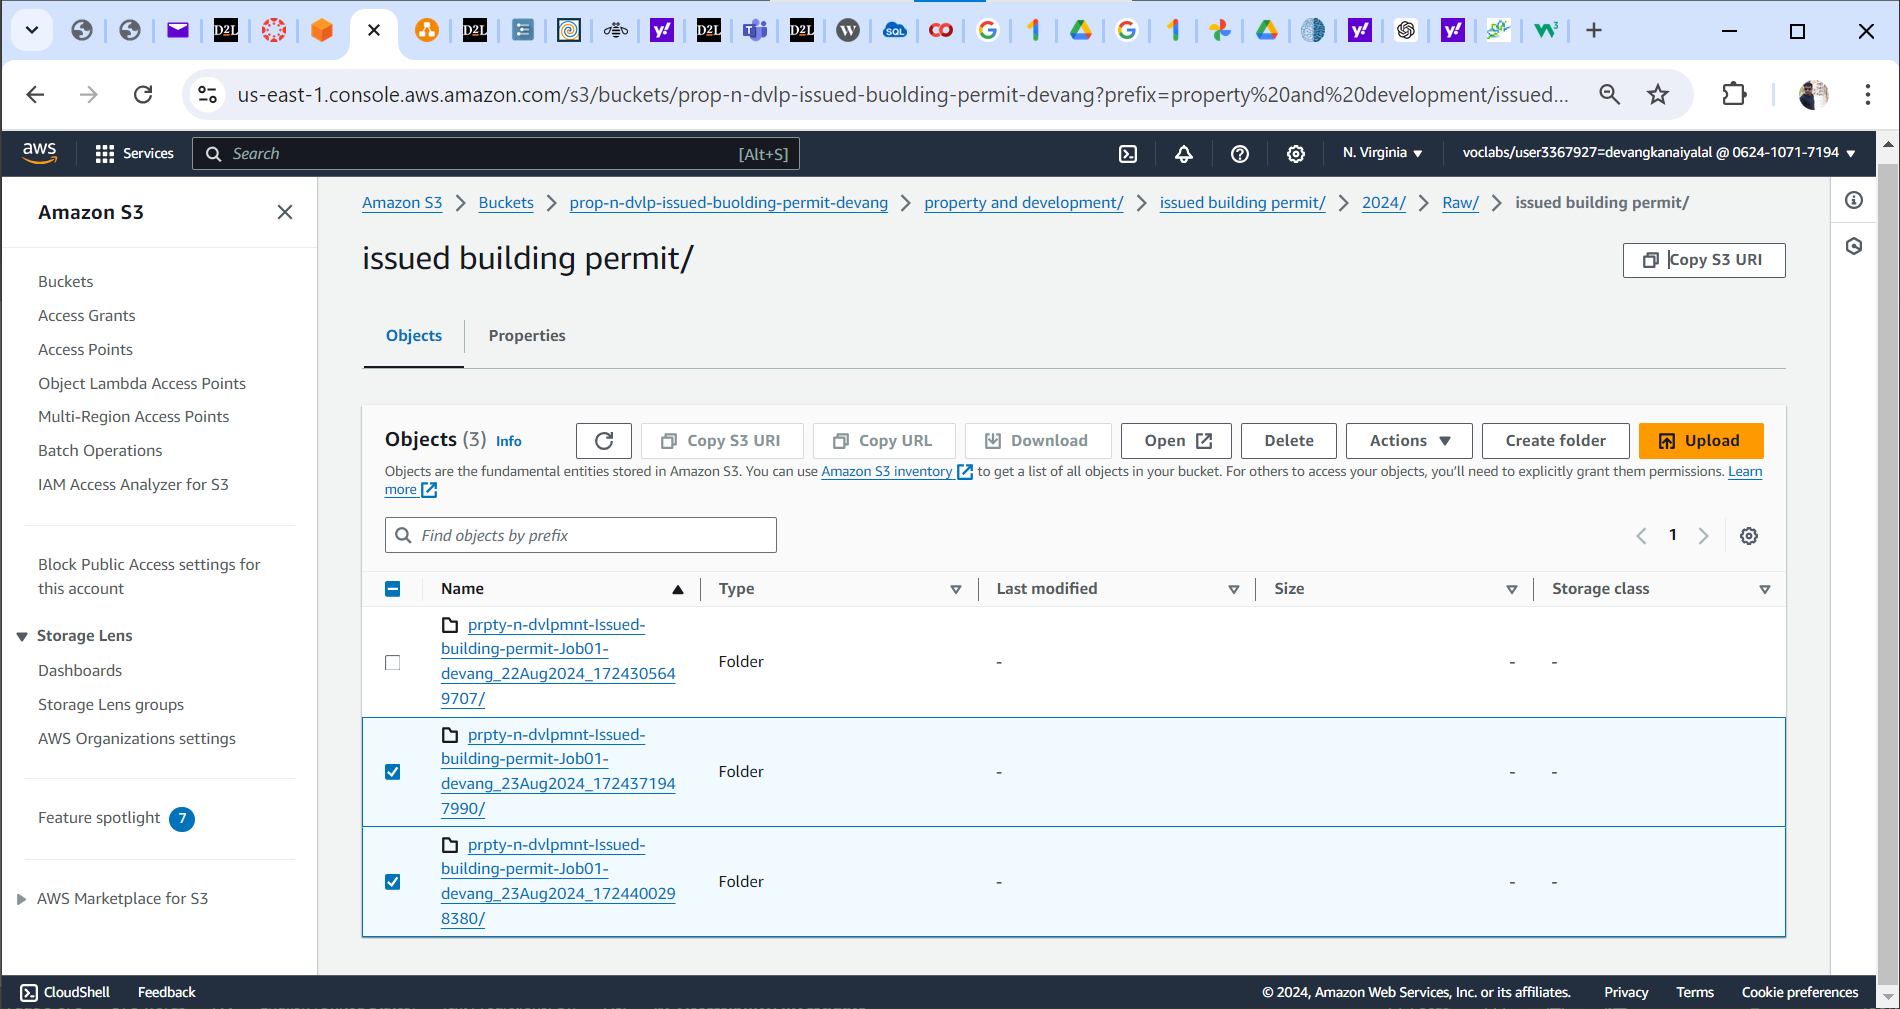 us-east-1.console.aws.amazon.com/s3/buckets/prop-n-dvlp-issued-buolding-permit-devang?prefix=property%20and%20development/issued...
aws Services Search [Alt+S] N. Virginia voclabs/user3367927=devangkanaiyalal @ 0624-1071-7194
Amazon S3
Buckets
Access Grants
Access Points
Object Lambda Access Points
Multi-Region Access Points
Batch Operations
IAM Access Analyzer for S3
Block Public Access settings for
this account
Storage Lens
Dashboards
Storage Lens groups
AWS Organizations settings
Feature spotlight 7
AWS Marketplace for S3
Amazon S3 Buckets prop-n-dvlp-issued-buolding-permit-devang property and development/ issued building permit/ 2024/ Raw/ issued building permit/
issued building permit/
Copy S3 URI
Objects Properties
Objects (3) Info Copy S3 URI Copy URL Download Open Delete Actions Create folder Upload
Objects are the fundamental entities stored in Amazon S3. You can use Amazon S3 inventory to get a list of all objects in your bucket. For others to access your objects, you'll need to explicitly grant them permissions. Learn
more
Find objects by prefix 1
Name Type Last modified Size Storage class
prpty-n-dvlpmnt-Issued-
building-permit-Job01-
devang_22Aug2024_172430564
9707/
Folder - - -
prpty-n-dvlpmnt-Issued-
building-permit-Job01-
devang_23Aug2024_172437194
7990/
Folder - - -
prpty-n-dvlpmnt-Issued-
building-permit-Job01-
devang_23Aug2024_172440029
8380/
Folder - - -
CloudShell Feedback © 2024, Amazon Web Services, Inc. or its affiliates. Privacy Terms Cookie preferences